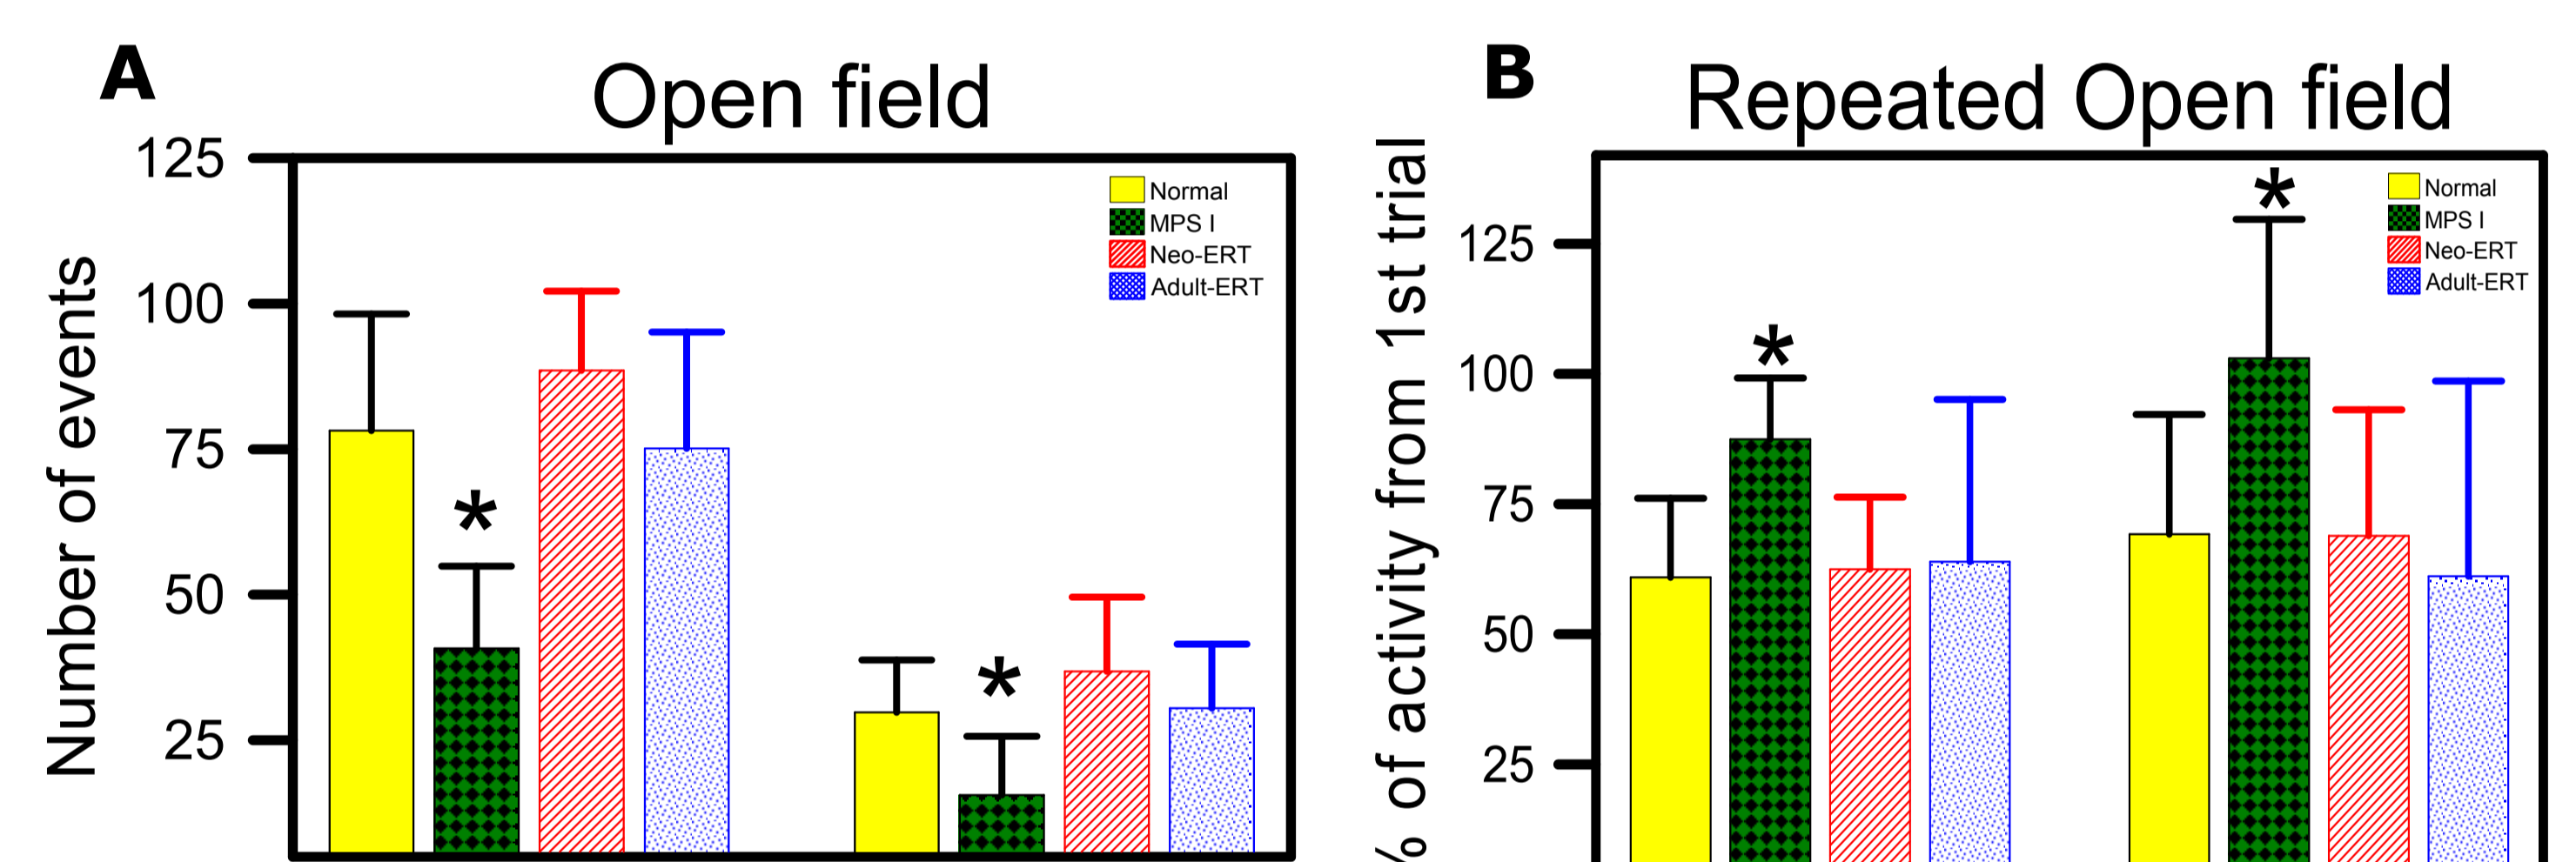 A
Open field
125
100
75
50
25
Number of events
Normal
MPS I
Neo-ERT
Adult-ERT
*
*
B
Repeated Open field
% of activity from 1st trial
125
100
75
50
25
Normal
MPS I
Neo-ERT
Adult-ERT
*
*